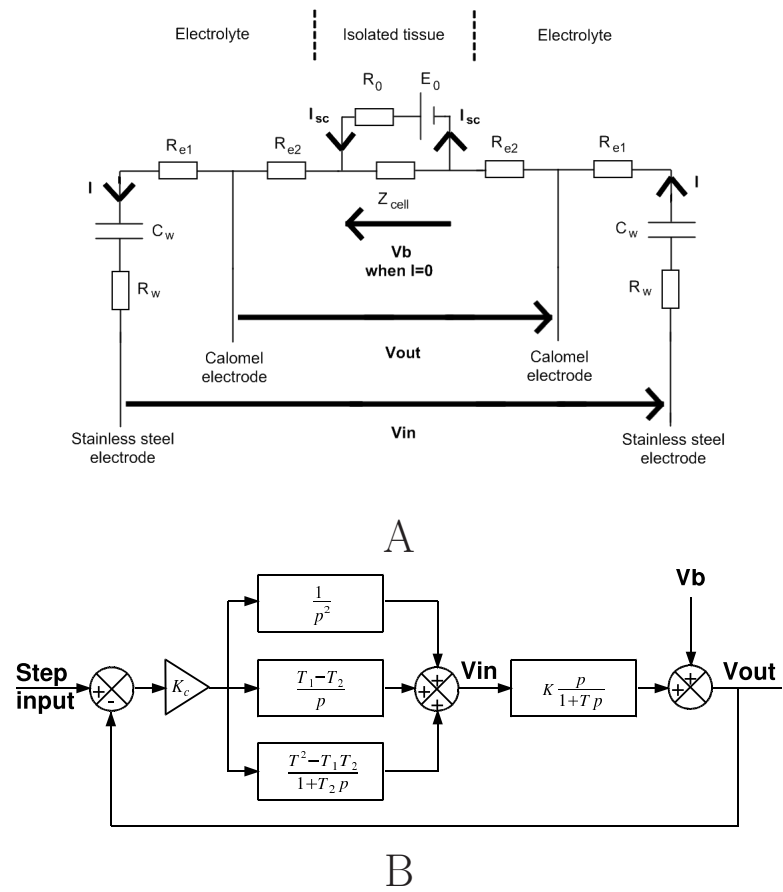 Electrolyte Isolated tissue Electrolyte
R0 E0
Isc Isc
Re1 Re2 Re2 Re1
I I
Zcell
Cw Cw
Vb
when I=0
Rw Rw
Vout
Calomel
electrode
Calomel
electrode
Vin
Stainless steel
electrode
Stainless steel
electrode
A
1/p²
Vb
Step
input
+ -
Kc
T1−T2/p
+ + +
Vin
K p/1+T p
+ +
Vout
T²−T1T2/1+T2 p
B